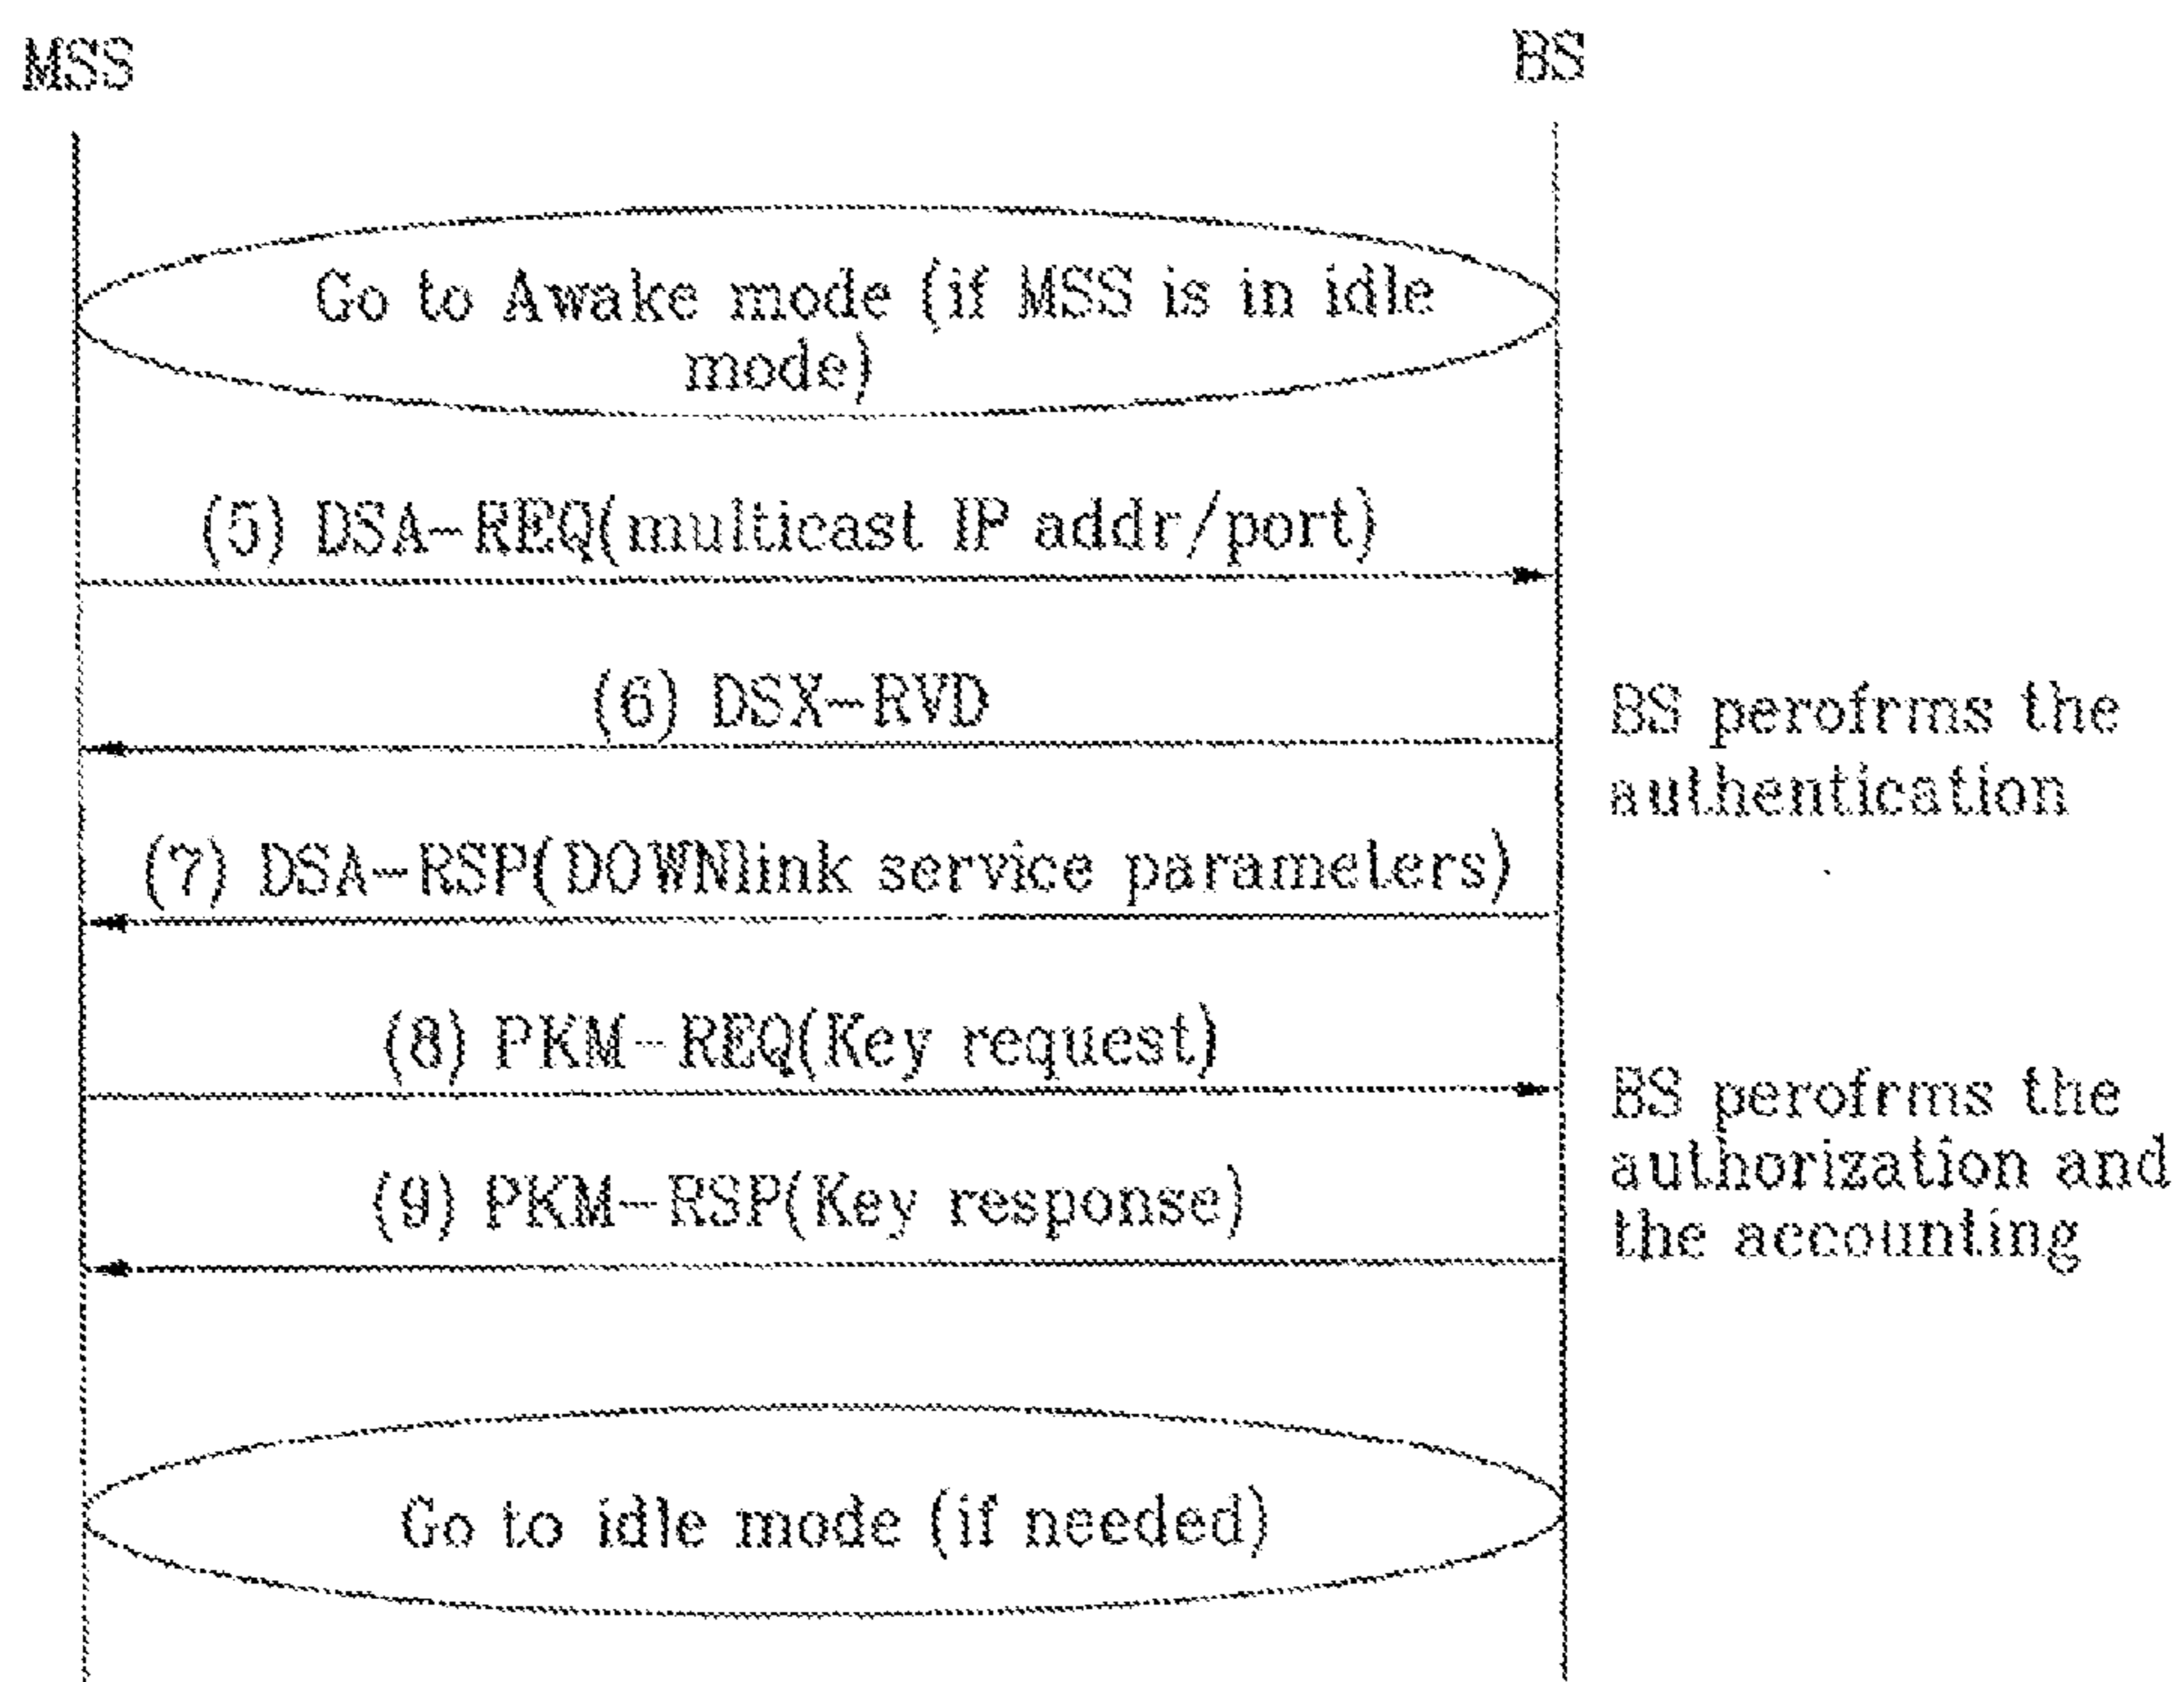 MSS
BS
Go to Awake mode (if MSS is in idle
mode)
(5) DSA-REQ(multicast IP addr/port)
(6) DSX-RVD
BS perofrms the
authentication
(7) DSA-RSP(DOWNlink service parameters)
(8) PKM-REQ(Key request)
BS perofrms the
authorization and
the accounting
(9) PKM-RSP(Key response)
Go to idle mode (if needed)